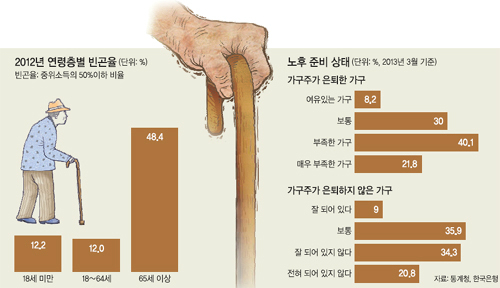 2012년 연령층별 빈곤율 (단위: %)
빈곤율: 중위소득의 50%이하 비율
48,4
12,2
12,0
18세 미만
18~64세
65세 이상
노후 준비 상태 (단위: %, 2013년 3월 기준)
가구주가 은퇴한 가구
여유있는 가구 8,2
보통 30
부족한 가구 40,1
매우 부족한 가구 21,8
가구주가 은퇴하지 않은 가구
잘 되어 있다 9
보통 35,9
잘 되어 있지 않다 34,3
전혀 되어 있지 않다 20,8
자료: 통계청, 한국은행